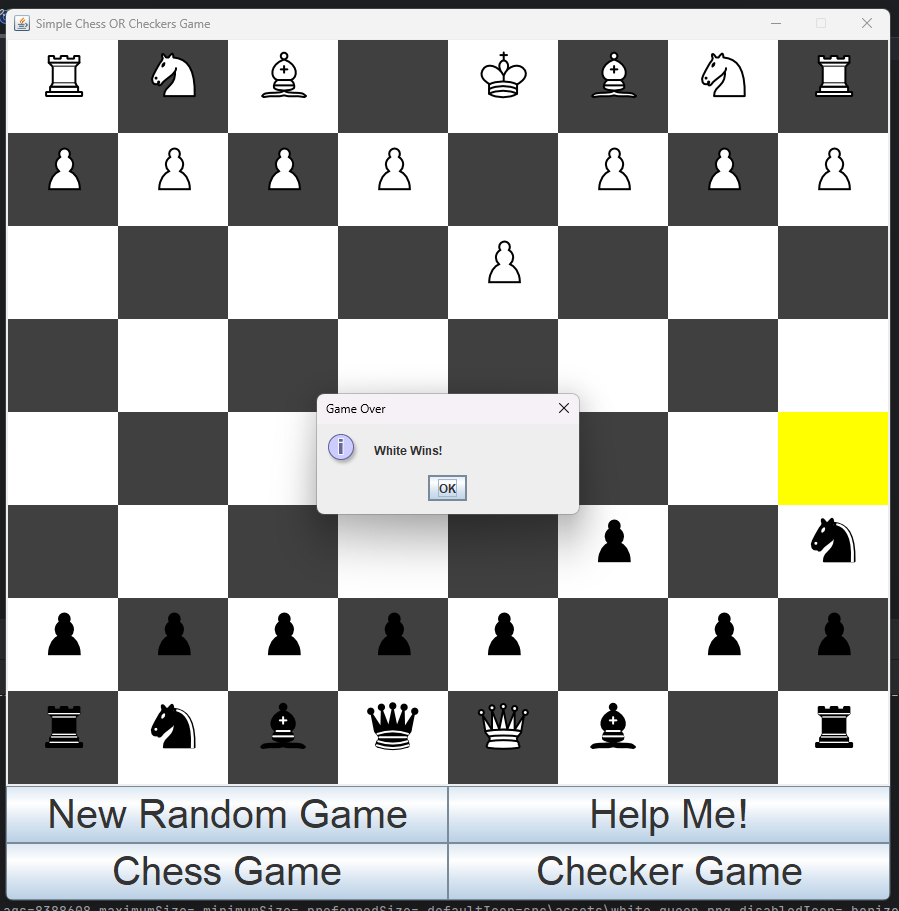 Simple Chess OR Checkers Game
Game Over
White Wins!
OK
New Random Game
Help Me!
Chess Game
Checker Game